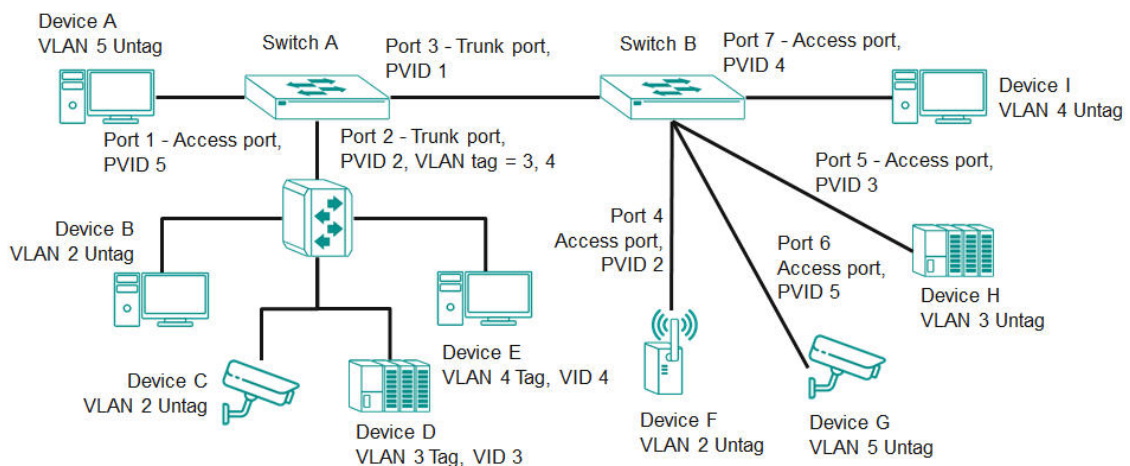 Device A
VLAN 5 Untag
Switch A
Port 3 - Trunk port,
PVID 1
Switch B
Port 7 - Access port,
PVID 4
Device I
VLAN 4 Untag
Port 1 - Access port,
PVID 5
Port 2 - Trunk port,
PVID 2, VLAN tag = 3, 4
Port 5 - Access port,
PVID 3
Device B
VLAN 2 Untag
Port 4
Access port,
PVID 2
Port 6
Access port,
PVID 5
Device H
VLAN 3 Untag
Device E
VLAN 4 Tag, VID 4
Device C
VLAN 2 Untag
Device D
VLAN 3 Tag, VID 3
Device F
VLAN 2 Untag
Device G
VLAN 5 Untag